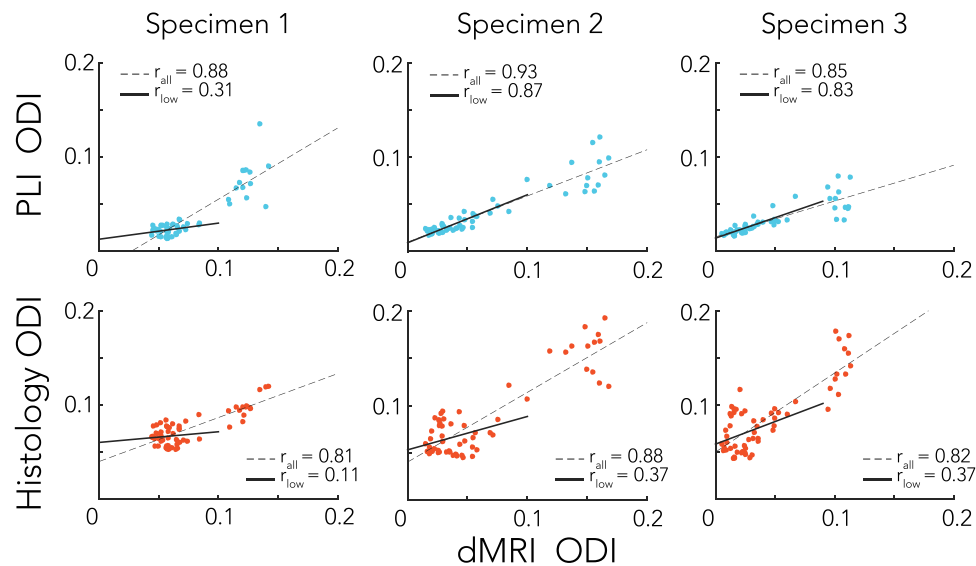 Specimen 1
Specimen 2
Specimen 3
PLI ODI
0.2
0.1
r_all = 0.88
r_low = 0.31
0
0.1
0.2
0.2
0.1
r_all = 0.93
r_low = 0.87
0
0.1
0.2
0.2
0.1
r_all = 0.85
r_low = 0.83
0
0.1
0.2
Histology ODI
0.2
0.1
r_all = 0.81
r_low = 0.11
0
0.1
0.2
0.2
0.1
r_all = 0.88
r_low = 0.37
0
0.1
0.2
0.2
0.1
r_all = 0.82
r_low = 0.37
0
0.1
0.2
dMRI ODI